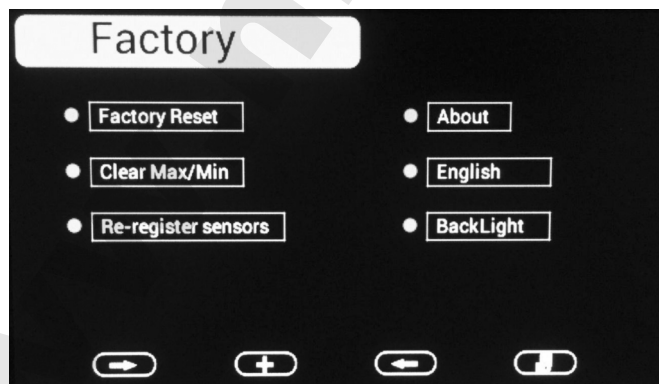 Factory
Factory Reset
Clear Max/Min
Re-register sensors
About
English
BackLight